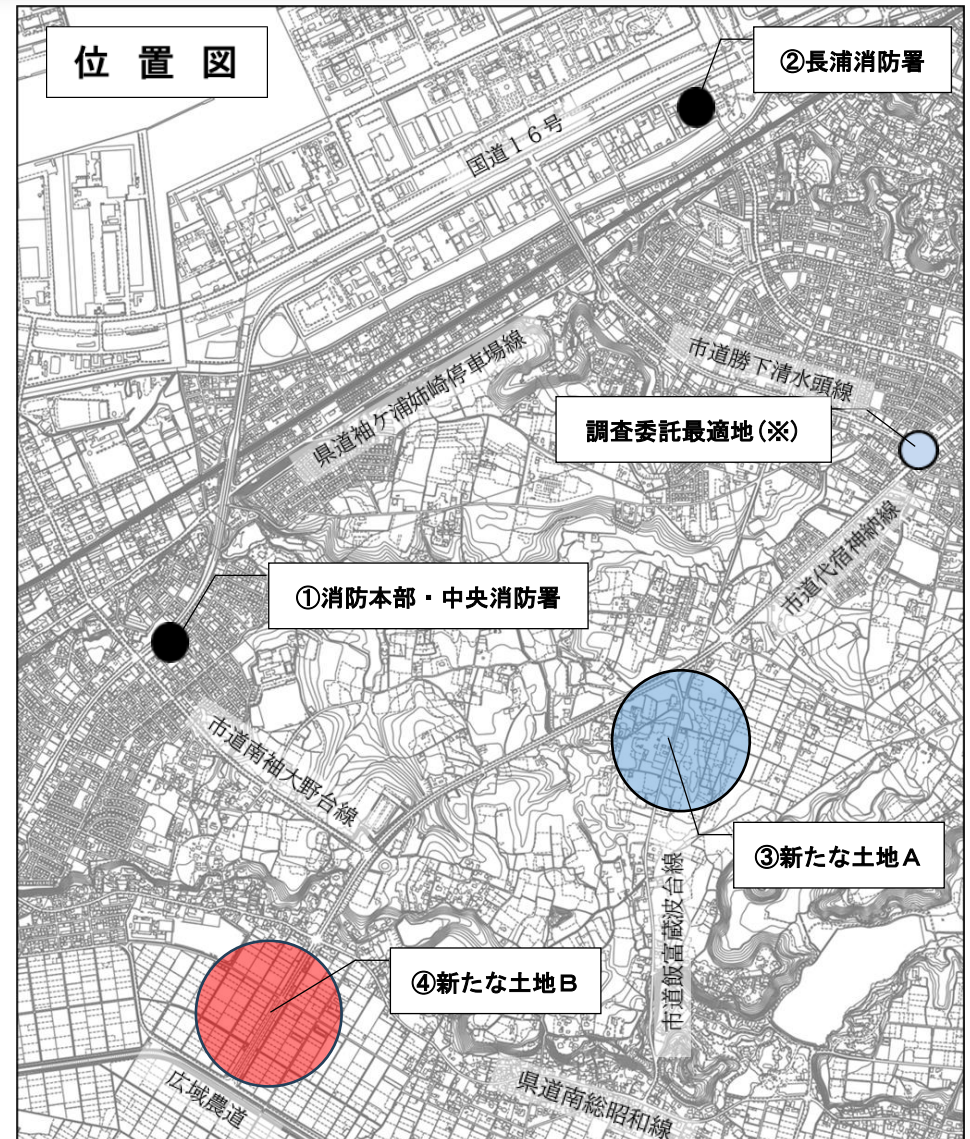 位置図
②長浦消防署
国道１６号
市道勝下清水頭線
県道袖ケ浦姉崎停車場線
調査委託最適地(※)
市道代宿神納線
①消防本部・中央消防署
市道南袖大野台線
③新たな土地Ａ
市道飯富蔵波台線
④新たな土地Ｂ
広域農道
県道南総昭和線